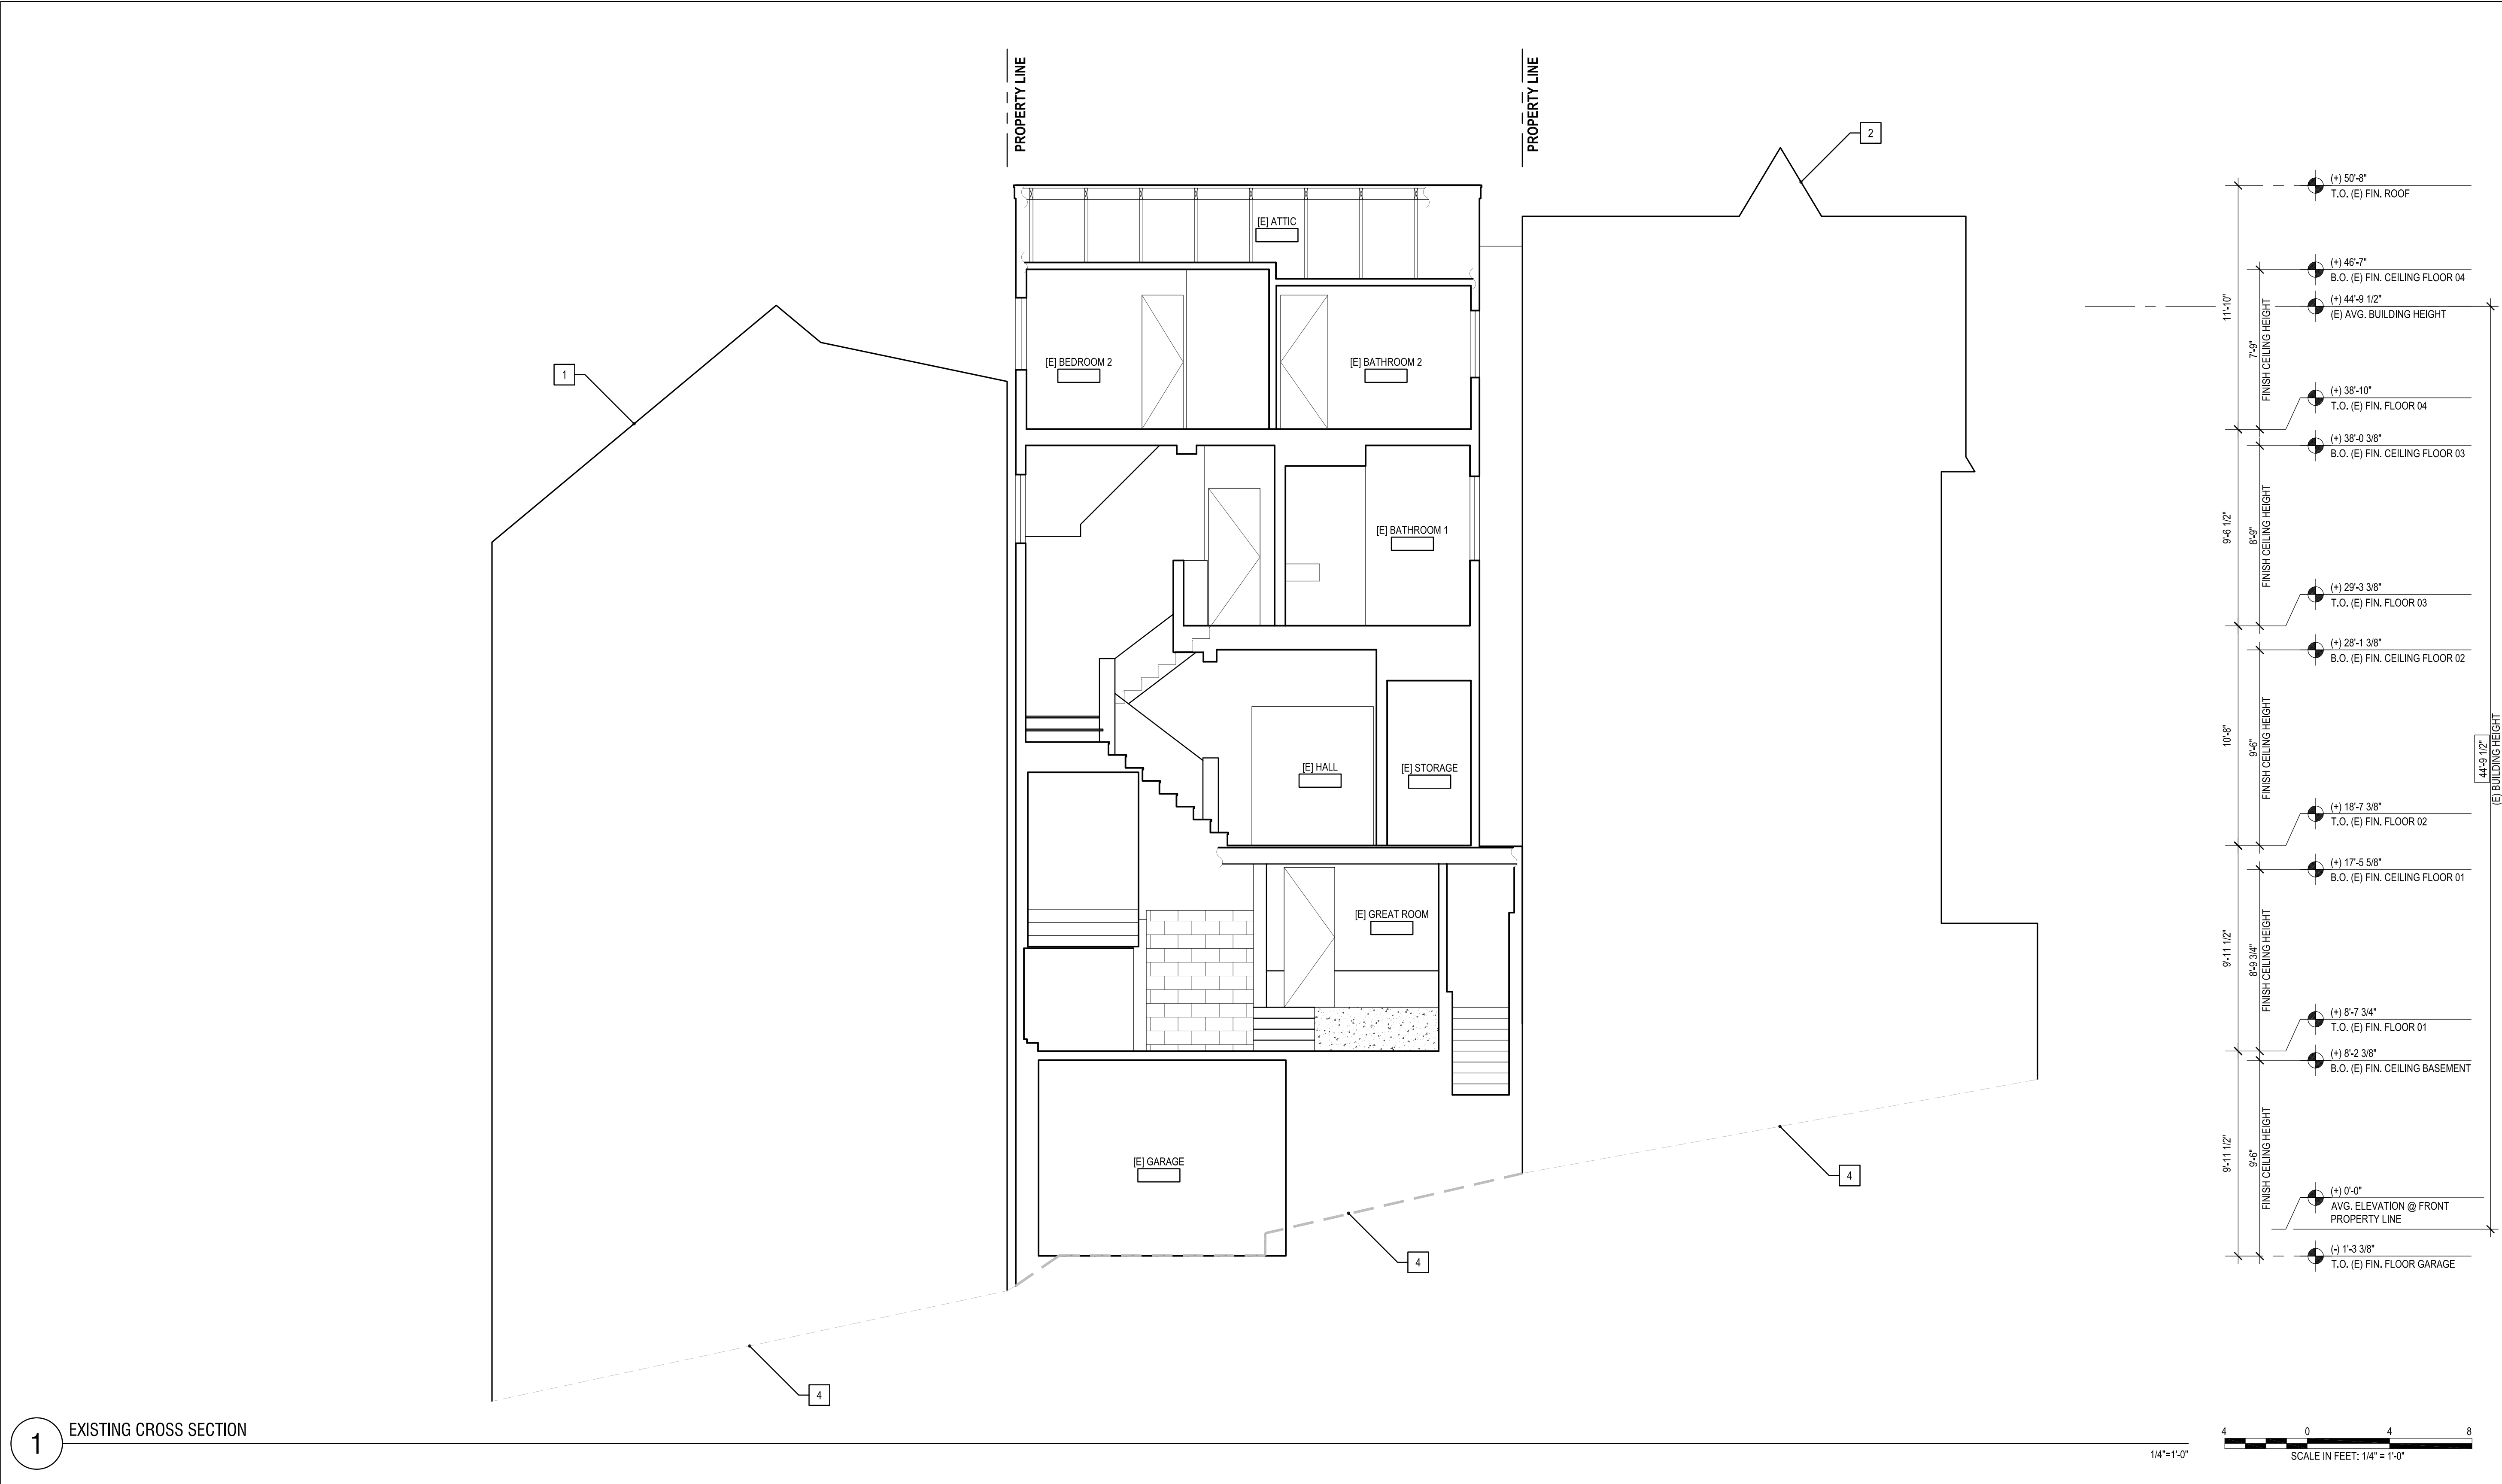 PROPERTY LINE
PROPERTY LINE
2
1
[E] ATTIC
[E] BEDROOM 2
[E] BATHROOM 2
[E] BATHROOM 1
[E] HALL
[E] STORAGE
[E] GREAT ROOM
[E] GARAGE
4
4
4
(+) 50'-8"
T.O. (E) FIN. ROOF
(+) 46'-7"
B.O. (E) FIN. CEILING FLOOR 04
(+) 44'-9 1/2"
(E) AVG. BUILDING HEIGHT
(+) 38'-10"
T.O. (E) FIN. FLOOR 04
(+) 38'-0 3/8"
B.O. (E) FIN. CEILING FLOOR 03
(+) 29'-3 3/8"
T.O. (E) FIN. FLOOR 03
(+) 28'-1 3/8"
B.O. (E) FIN. CEILING FLOOR 02
(+) 18'-7 3/8"
T.O. (E) FIN. FLOOR 02
(+) 17'-5 5/8"
B.O. (E) FIN. CEILING FLOOR 01
(+) 8'-7 3/4"
T.O. (E) FIN. FLOOR 01
(+) 8'-2 3/8"
B.O. (E) FIN. CEILING BASEMENT
(+) 0'-0"
AVG. ELEVATION @ FRONT
PROPERTY LINE
(-) 1'-3 3/8"
T.O. (E) FIN. FLOOR GARAGE
11'-10"
9'-6 1/2"
10'-8"
9'-11 1/2"
9'-11 1/2"
7'-9"
FINISH CEILING HEIGHT
8'-9"
FINISH CEILING HEIGHT
9'-6"
FINISH CEILING HEIGHT
8'-9 3/4"
FINISH CEILING HEIGHT
9'-6"
FINISH CEILING HEIGHT
44'-9 1/2"
(E) BUILDING HEIGHT
1
EXISTING CROSS SECTION
1/4"=1'-0"
4 0 4 8
SCALE IN FEET: 1/4" = 1'-0"